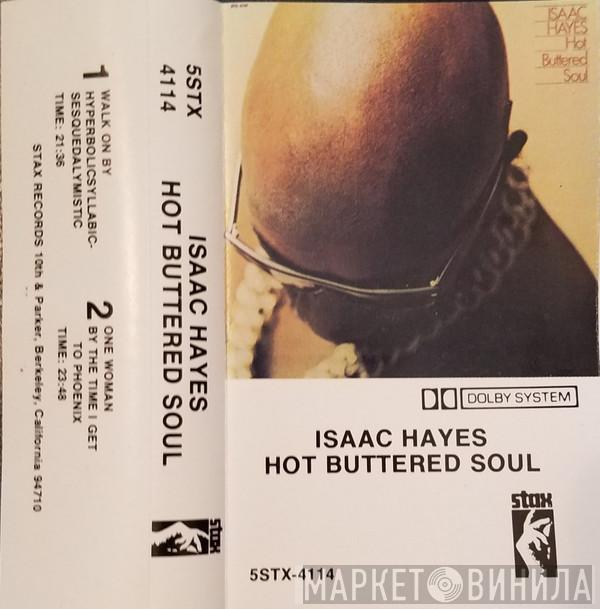 1 WALK ON BY
HYPERBOLICSYLLABIC-
SESQUEDALYMISTIC
TIME: 21:36
2 ONE WOMAN
BY THE TIME I GET
TO PHOENIX
TIME: 23:48
STAX RECORDS 10th & Parker, Berkeley, California 94710
5STX
4114
ISAAC HAYES
HOT BUTTERED SOUL
stax
ISAAC
HAYES
Hot
Buttered
Soul
DOLBY SYSTEM
ISAAC HAYES
HOT BUTTERED SOUL
stax
5STX-4114
МАРКЕТ ВИНИЛА